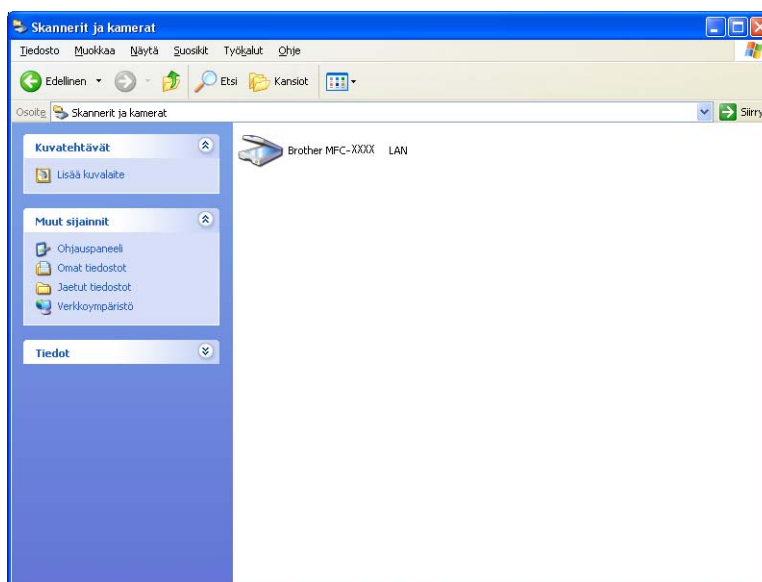 Skannerit ja kamerat
Tiedosto Muokkaa Näytä Suosikit Työkalut Ohje
Edellinen Etsi Kansiot
Osoite Skannerit ja kamerat Siirry
Kuvatehtävät
Lisää kuvalaite
Brother MFC-XXXX LAN
Muut sijainnit
Ohjauspaneeli
Omat tiedostot
Jaetut tiedostot
Verkkoympäristö
Tiedot